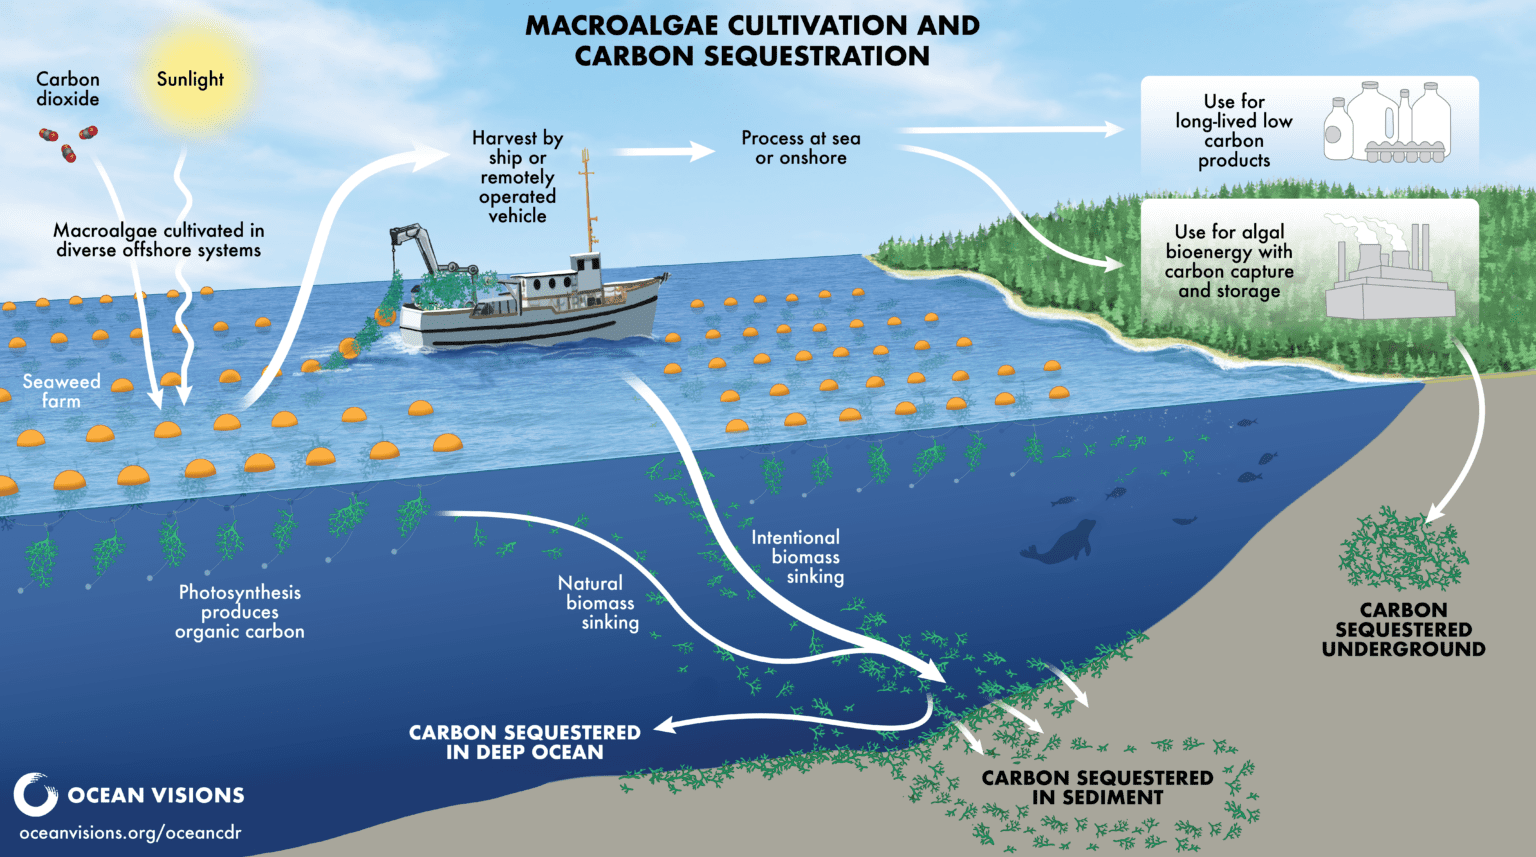 MACROALGAE CULTIVATION AND
CARBON SEQUESTRATION
Carbon
dioxide
Sunlight
Macroalgae cultivated in
diverse offshore systems
Harvest by
ship or
remotely
operated
vehicle
Process at sea
or onshore
Use for
long-lived low
carbon
products
Use for algal
bioenergy with
carbon capture
and storage
Seaweed
farm
Photosynthesis
produces
organic carbon
Natural
biomass
sinking
Intentional
biomass
sinking
CARBON
SEQUESTERED
UNDERGROUND
CARBON SEQUESTERED
IN DEEP OCEAN
CARBON SEQUESTERED
IN SEDIMENT
OCEAN VISIONS
oceanvisions.org/oceancdr